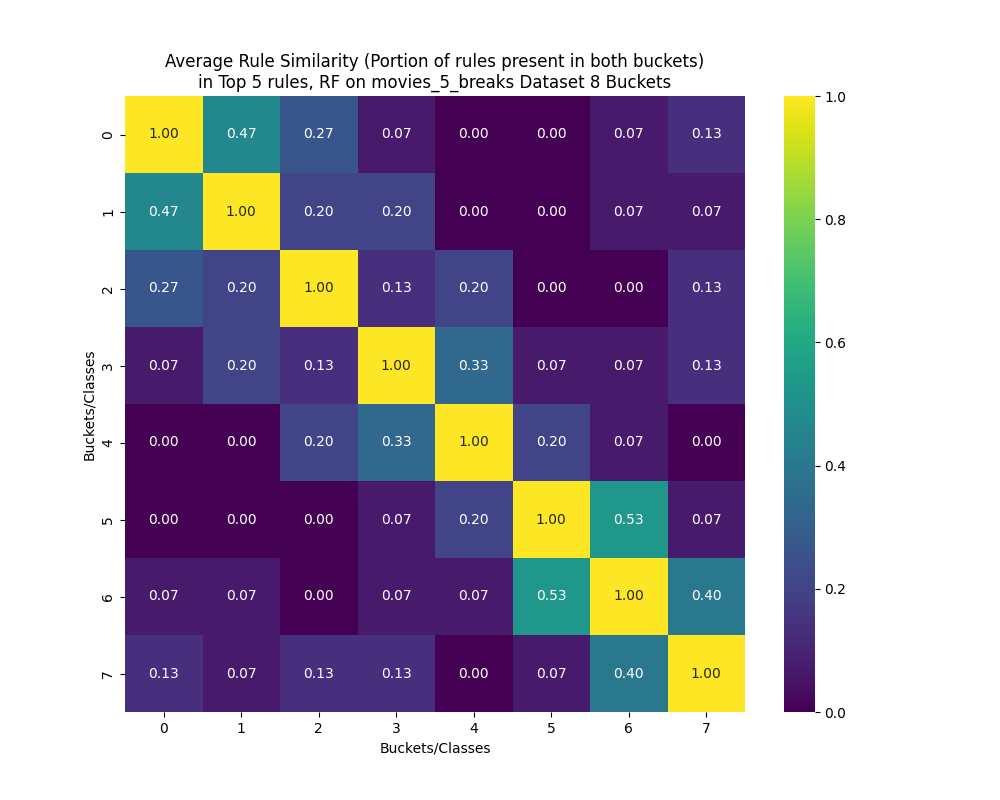 Average Rule Similarity (Portion of rules present in both buckets)
in Top 5 rules, RF on movies_5_breaks Dataset 8 Buckets
Buckets/Classes
0 1.00 0.47 0.27 0.07 0.00 0.00 0.07 0.13
1 0.47 1.00 0.20 0.20 0.00 0.00 0.07 0.07
2 0.27 0.20 1.00 0.13 0.20 0.00 0.00 0.13
3 0.07 0.20 0.13 1.00 0.33 0.07 0.07 0.13
4 0.00 0.00 0.20 0.33 1.00 0.20 0.07 0.00
5 0.00 0.00 0.00 0.07 0.20 1.00 0.53 0.07
6 0.07 0.07 0.00 0.07 0.07 0.53 1.00 0.40
7 0.13 0.07 0.13 0.13 0.00 0.07 0.40 1.00
0 1 2 3 4 5 6 7
Buckets/Classes
1.0
0.8
0.6
0.4
0.2
0.0